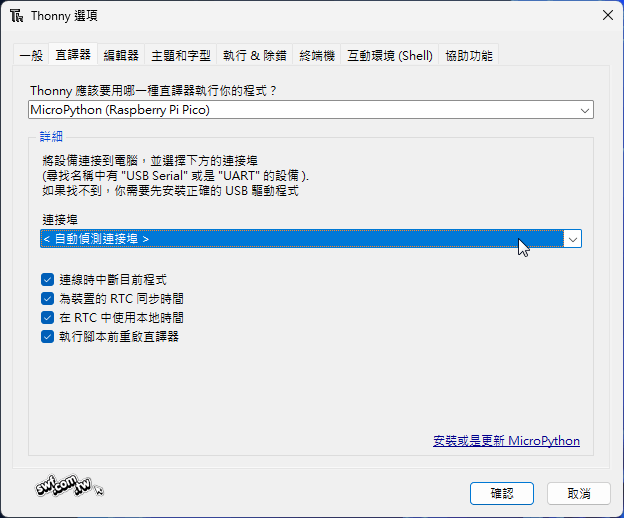 Thonny 選項
一般 直譯器 編輯器 主題和字型 執行 & 除錯 終端機 互動環境 (Shell) 協助功能
Thonny 應該要用哪一種直譯器執行你的程式？
MicroPython (Raspberry Pi Pico)
詳細
將設備連接到電腦，並選擇下方的連接埠
(尋找名稱中有 "USB Serial" 或是 "UART" 的設備 ).
如果找不到，你需要先安裝正確的 USB 驅動程式
連接埠
< 自動偵測連接埠 >
連線時中斷目前程式
為裝置的 RTC 同步時間
在 RTC 中使用本地時間
執行腳本前重啟直譯器
安裝或是更新 MicroPython
swf.com.tw
確認 取消